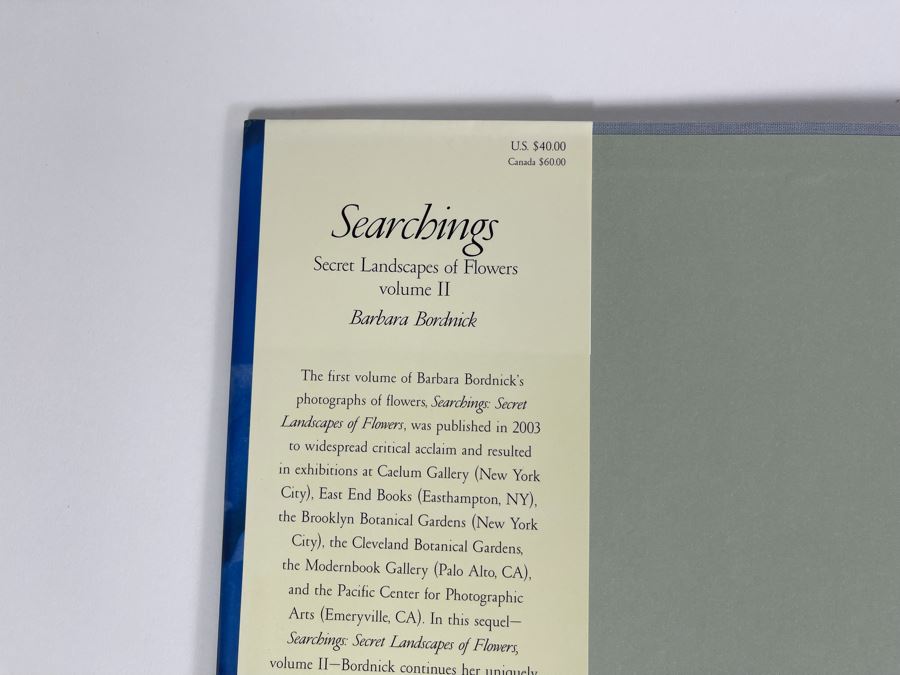 U.S. $40.00
Canada $60.00
Searchings
Secret Landscapes of Flowers
volume II
Barbara Bordnick
The first volume of Barbara Bordnick's
photographs of flowers, Searchings: Secret
Landscapes of Flowers, was published in 2003
to widespread critical acclaim and resulted
in exhibitions at Caelum Gallery (New York
City), East End Books (Easthampton, NY),
the Brooklyn Botanical Gardens (New York
City), the Cleveland Botanical Gardens,
the Modernbook Gallery (Palo Alto, CA),
and the Pacific Center for Photographic
Arts (Emeryville, CA). In this sequel—
Searchings: Secret Landscapes of Flowers,
volume II—Bordnick continues her uniquely